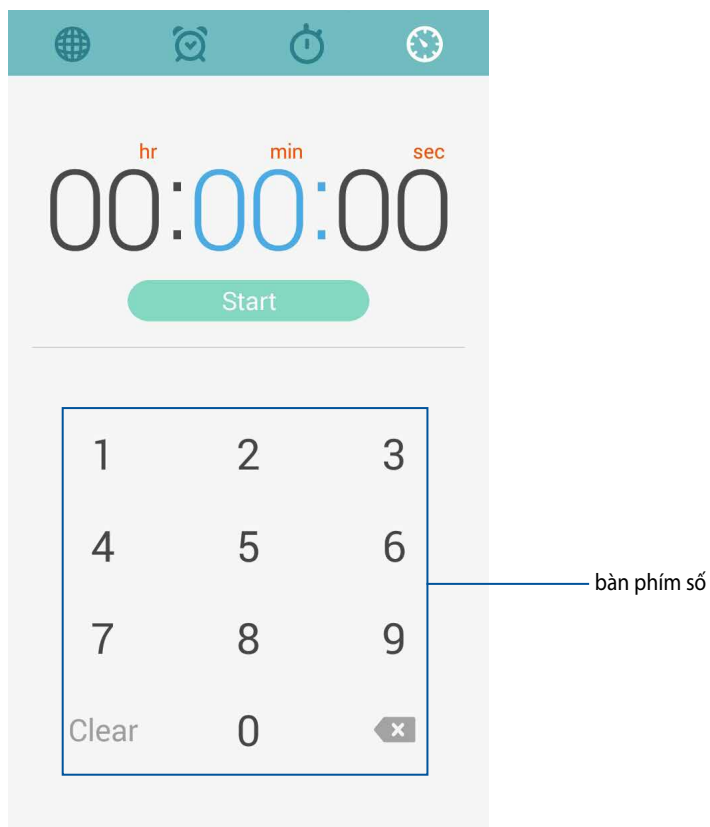 hr min sec
00:00:00
Start
1 2 3
4 5 6
bàn phím số
7 8 9
Clear 0